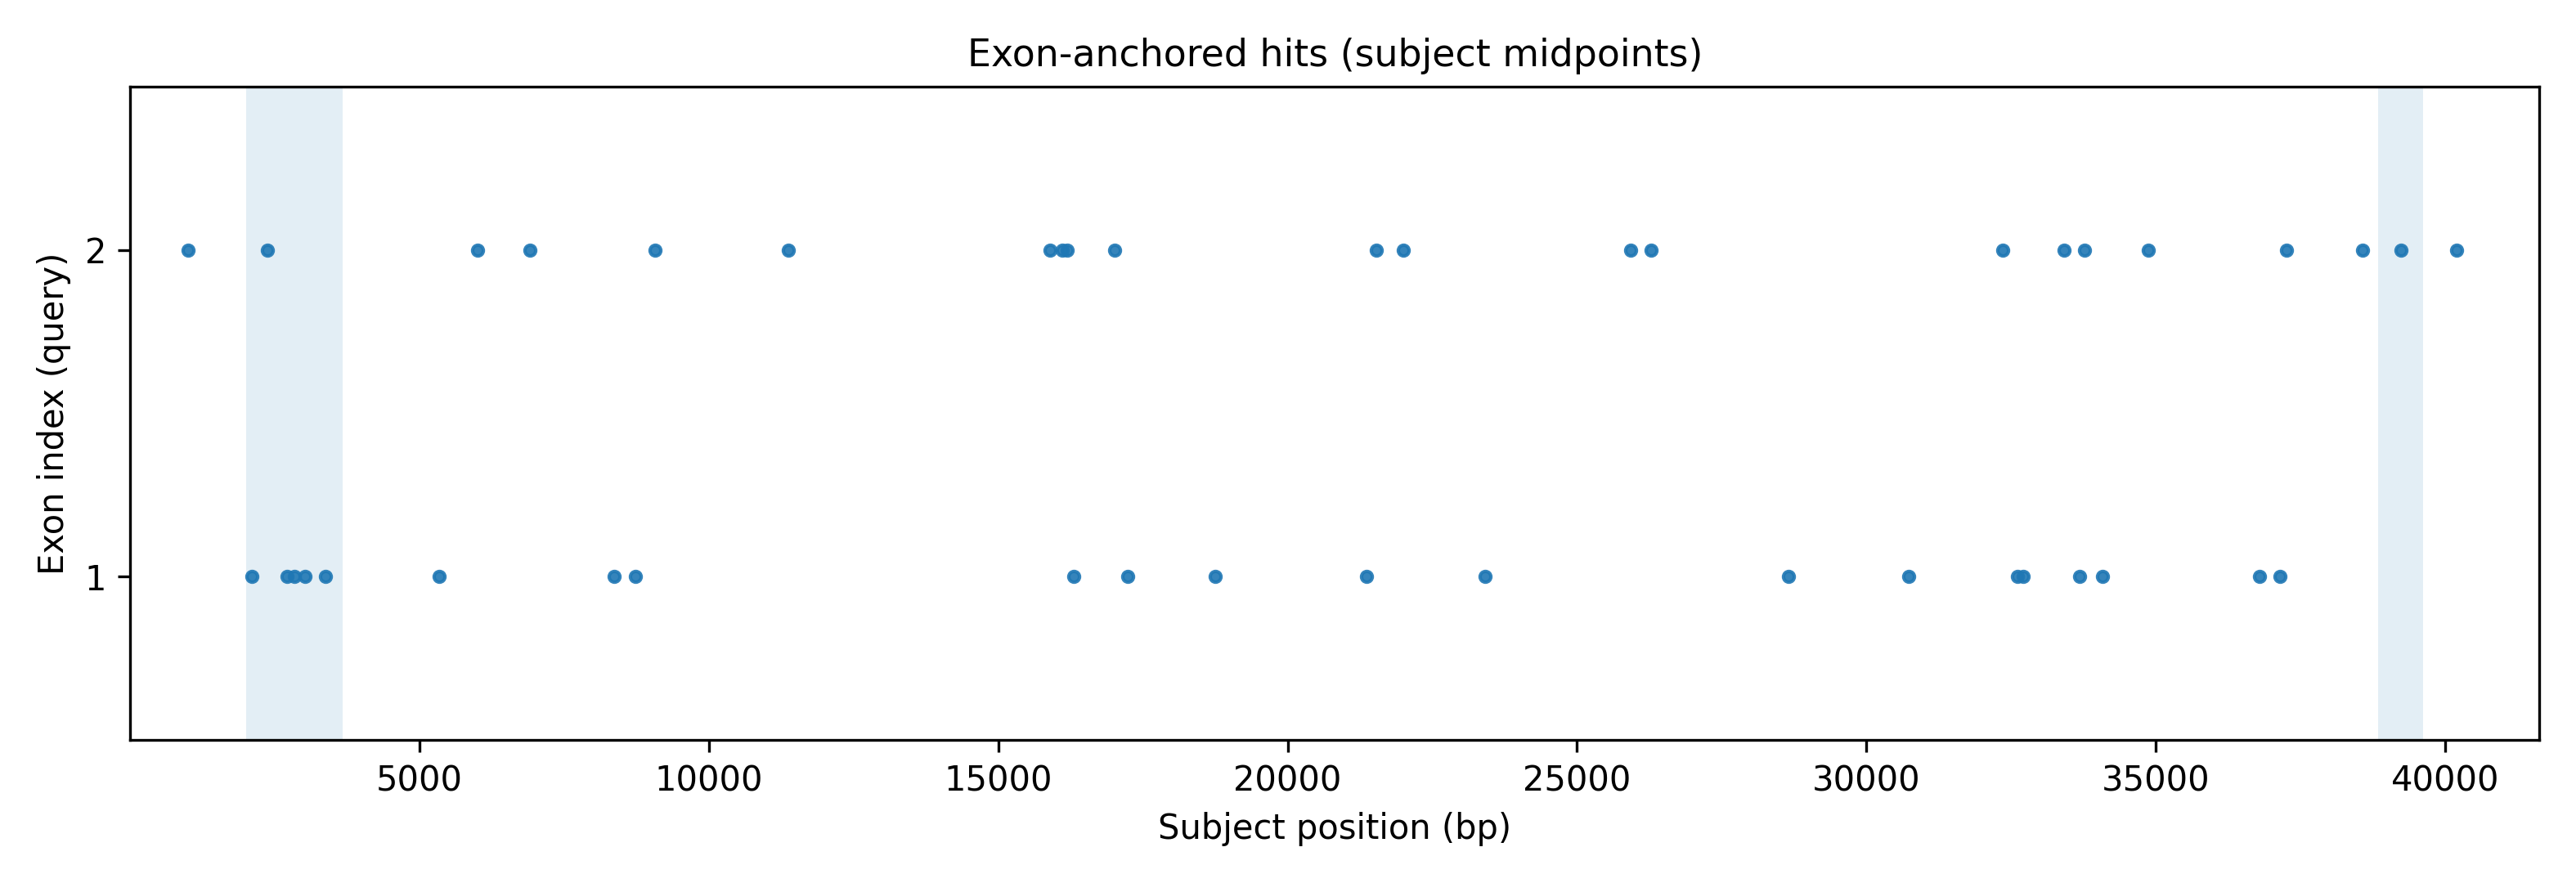 Exon-anchored hits (subject midpoints)
Exon index (query)
2
1
5000 10000 15000 20000 25000 30000 35000 40000
Subject position (bp)